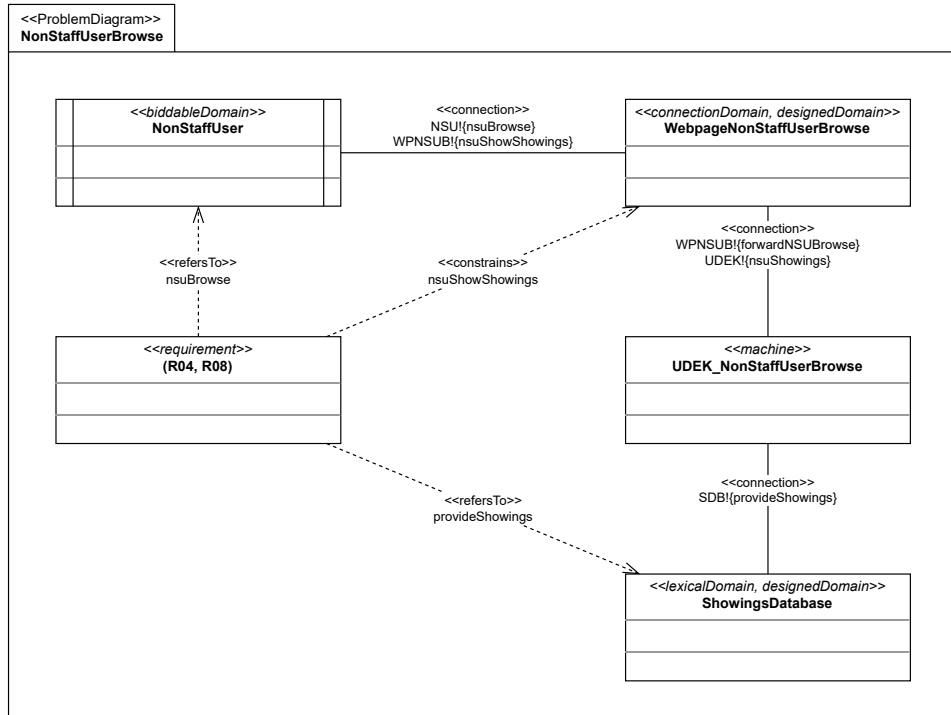 <<ProblemDiagram>>
NonStaffUserBrowse
<<biddableDomain>>
NonStaffUser
<<connection>>
NSU!{nsuBrowse}
WPNSUB!{nsuShowShowings}
<<connectionDomain, designedDomain>>
WebpageNonStaffUserBrowse
<<refersTo>>
nsuBrowse
<<constrains>>
nsuShowShowings
<<connection>>
WPNSUB!{forwardNSUBrowse}
UDEK!{nsuShowings}
<<requirement>>
(R04, R08)
<<machine>>
UDEK_NonStaffUserBrowse
<<refersTo>>
provideShowings
<<connection>>
SDB!{provideShowings}
<<lexicalDomain, designedDomain>>
ShowingsDatabase